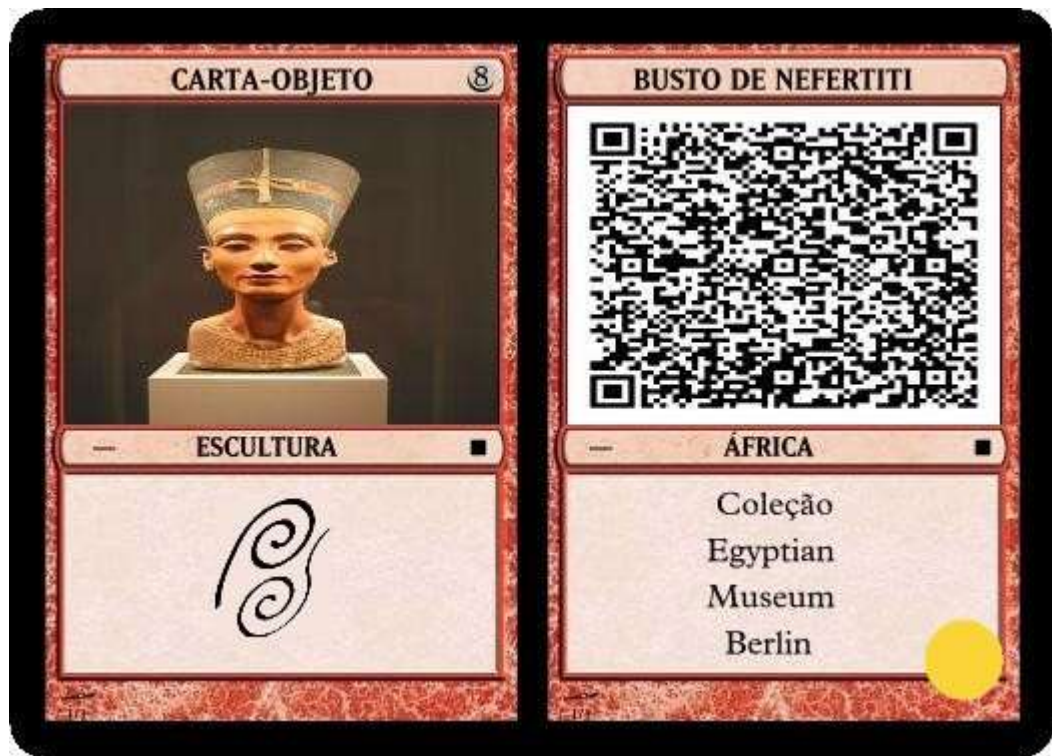 CARTA-OBJETO 8
ESCULTURA
BUSTO DE NEFERTITI
ÁFRICA
Coleção
Egyptian
Museum
Berlin